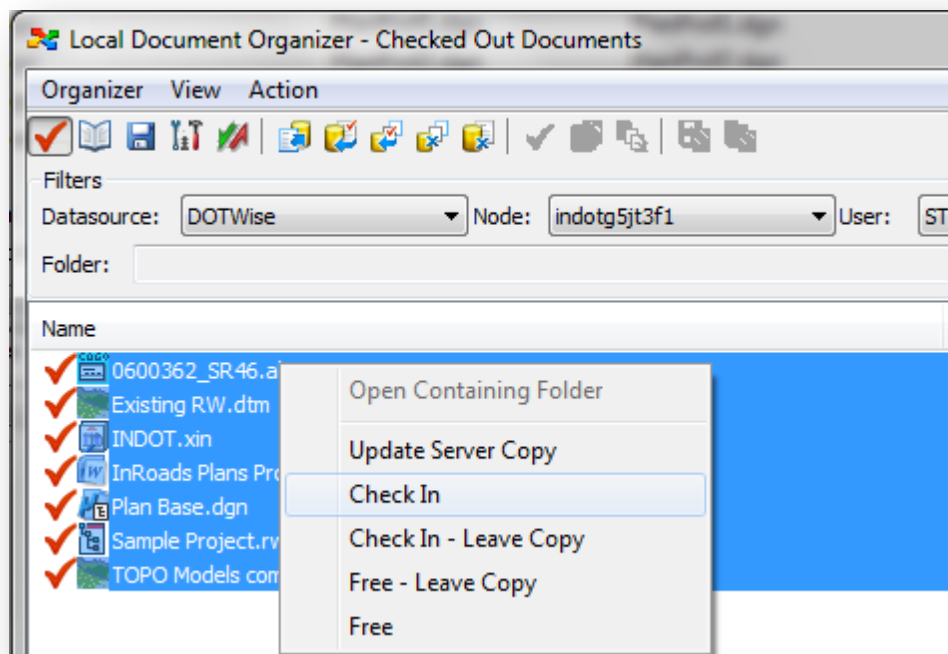 Local Document Organizer - Checked Out Documents
Organizer View Action
Filters
Datasource: DOTWise Node: indotg5jt3f1 User: ST
Folder:
Name
0600362_SR46.a
Existing RW.dtm
INDOT.xin
InRoads Plans Pro
Plan Base.dgn
Sample Project.rw
TOPO Models com
Open Containing Folder
Update Server Copy
Check In
Check In - Leave Copy
Free - Leave Copy
Free